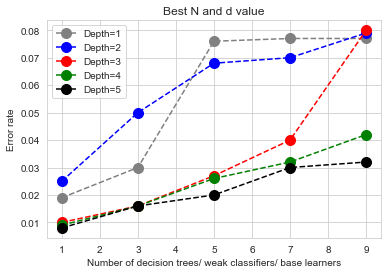 Best N and d value
Depth=1
Depth=2
Depth=3
Depth=4
Depth=5
Error rate
0.08
0.07
0.06
0.05
0.04
0.03
0.02
0.01
1 2 3 4 5 6 7 8 9
Number of decision trees/ weak classifiers/ base learners